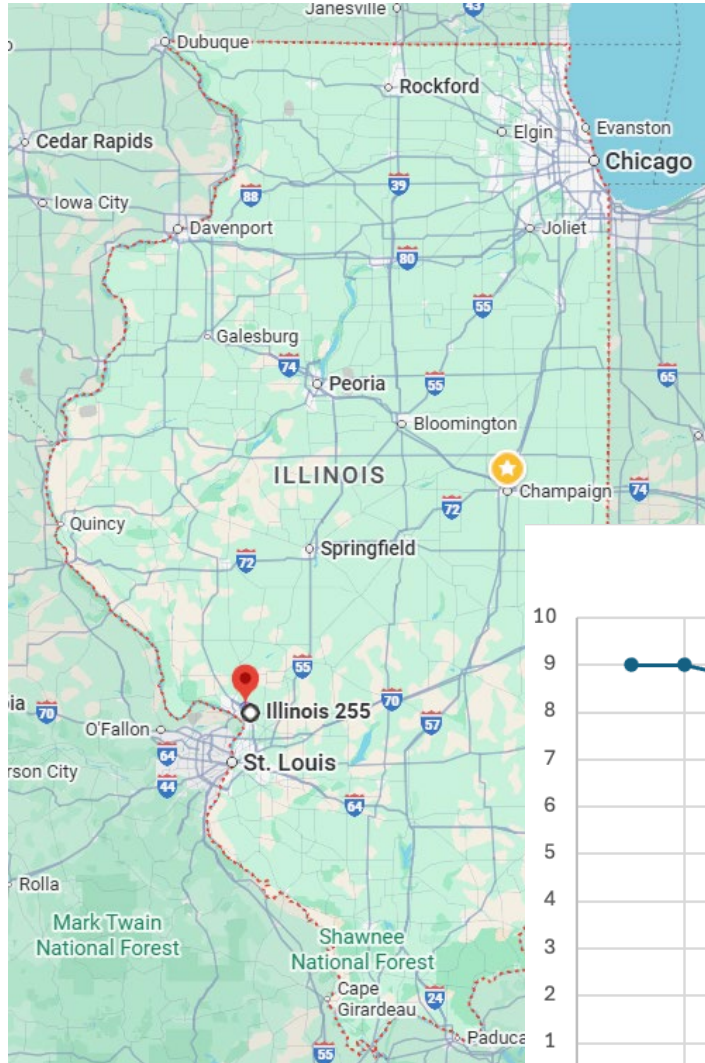 Janesville
43
Dubuque
Rockford
Elgin
Evanston
Cedar Rapids
Chicago
39
88
Iowa City
Davenport
Joliet
80
55
Galesburg
74
65
Peoria
55
Bloomington
ILLINOIS
Champaign
74
72
Quincy
Springfield
72
55
70
Illinois 255
70
57
O'Fallon
64
St. Louis
rson City
44
64
Rolla
Mark Twain
National Forest
Shawnee
National Forest
Cape
Girardeau
24
55
Paduca
10
9
8
7
6
5
4
3
2
1